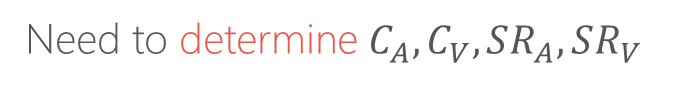 Need to determine $C_A, C_V, SR_A, SR_V$